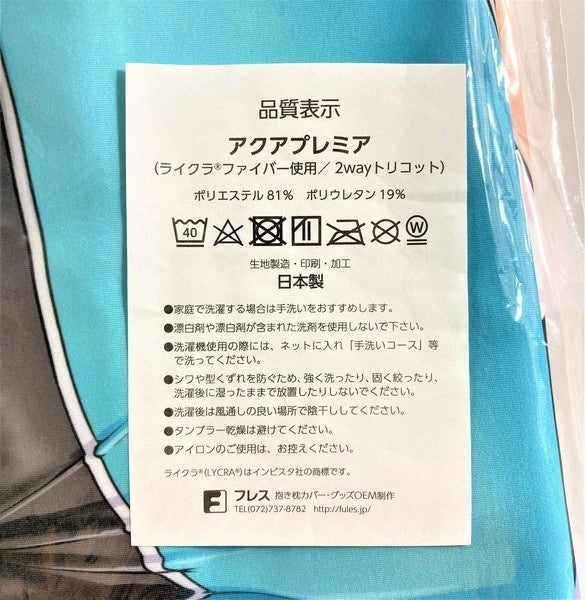 品質表示
アクアプレミア
(ライクラ®ファイバー使用/ 2wayトリコット)
ポリエステル 81% ポリウレタン 19%
40 W
生地製造・印刷・加工
日本製
●家庭で洗濯する場合は手洗いをおすすめします。
●漂白剤や漂白剤が含まれた洗剤を使用しないで下さい。
●洗濯機使用の際には、ネットに入れ「手洗いコース」等
で洗ってください。
●シワや型くずれを防ぐため、強く洗ったり、固く絞ったり、
洗濯後に湿ったままで放置したりしないでください。
●洗濯後は風通しの良い場所で陰干ししてください。
●タンブラー乾燥は避けてください。
●アイロンのご使用は、お控えください。
ライクラ®(LYCRA®)はインビスタ社の商標です。
フレス 抱き枕カバー・グッズOEM制作
TEL(072)737-8782 http://fules.jp/